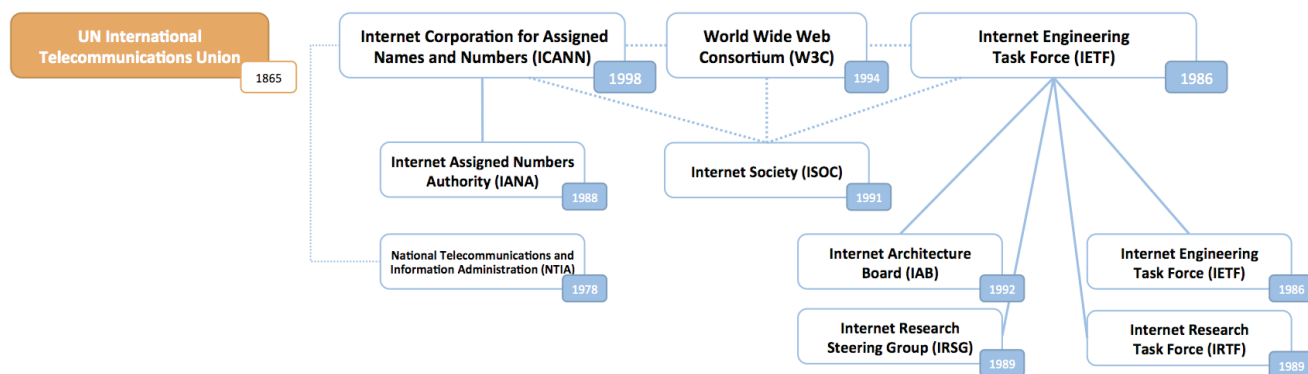 UN International
Telecommunications Union
1865
Internet Corporation for Assigned
Names and Numbers (ICANN)
1998
World Wide Web
Consortium (W3C)
1994
Internet Engineering
Task Force (IETF)
1986
Internet Assigned Numbers
Authority (IANA)
1988
Internet Society (ISOC)
1991
National Telecommunications and
Information Administration (NTIA)
1978
Internet Architecture
Board (IAB)
1992
Internet Engineering
Task Force (IETF)
1986
Internet Research
Steering Group (IRSG)
1989
Internet Research
Task Force (IRTF)
1989